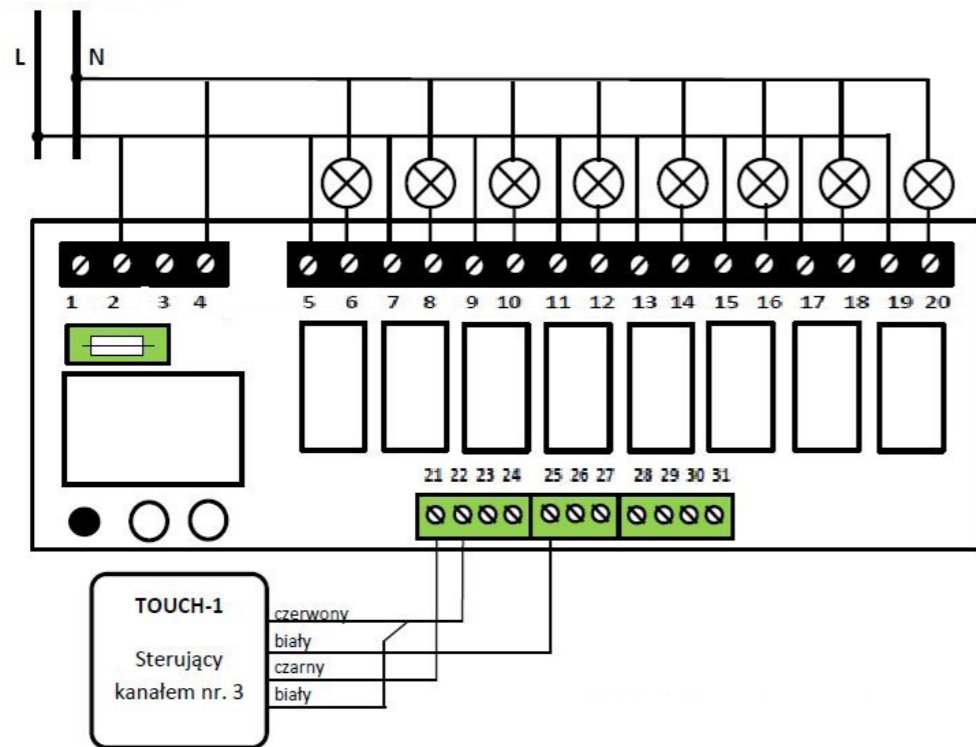 L N
1 2 3 4 5 6 7 8 9 10 11 12 13 14 15 16 17 18 19 20
21 22 23 24 25 26 27 28 29 30 31
TOUCH-1
Sterujący
kanałem nr. 3
czerwony
biały
czarny
biały